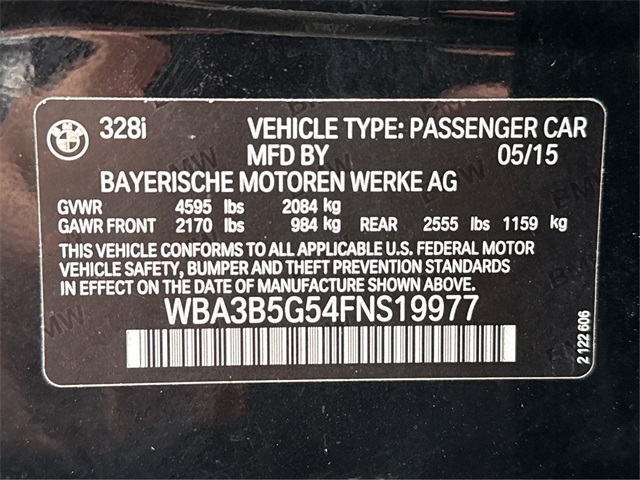 BMW 328i VEHICLE TYPE: PASSENGER CAR
MFD BY 05/15
BAYERISCHE MOTOREN WERKE AG
GVWR 4595 lbs 2084 kg
GAWR FRONT 2170 lbs 984 kg REAR 2555 lbs 1159 kg
THIS VEHICLE CONFORMS TO ALL APPLICABLE U.S. FEDERAL MOTOR
VEHICLE SAFETY, BUMPER AND THEFT PREVENTION STANDARDS
IN EFFECT ON THE DATE OF MANUFACTURE SHOWN ABOVE.
WBA3B5G54FNS19977
2 122 606